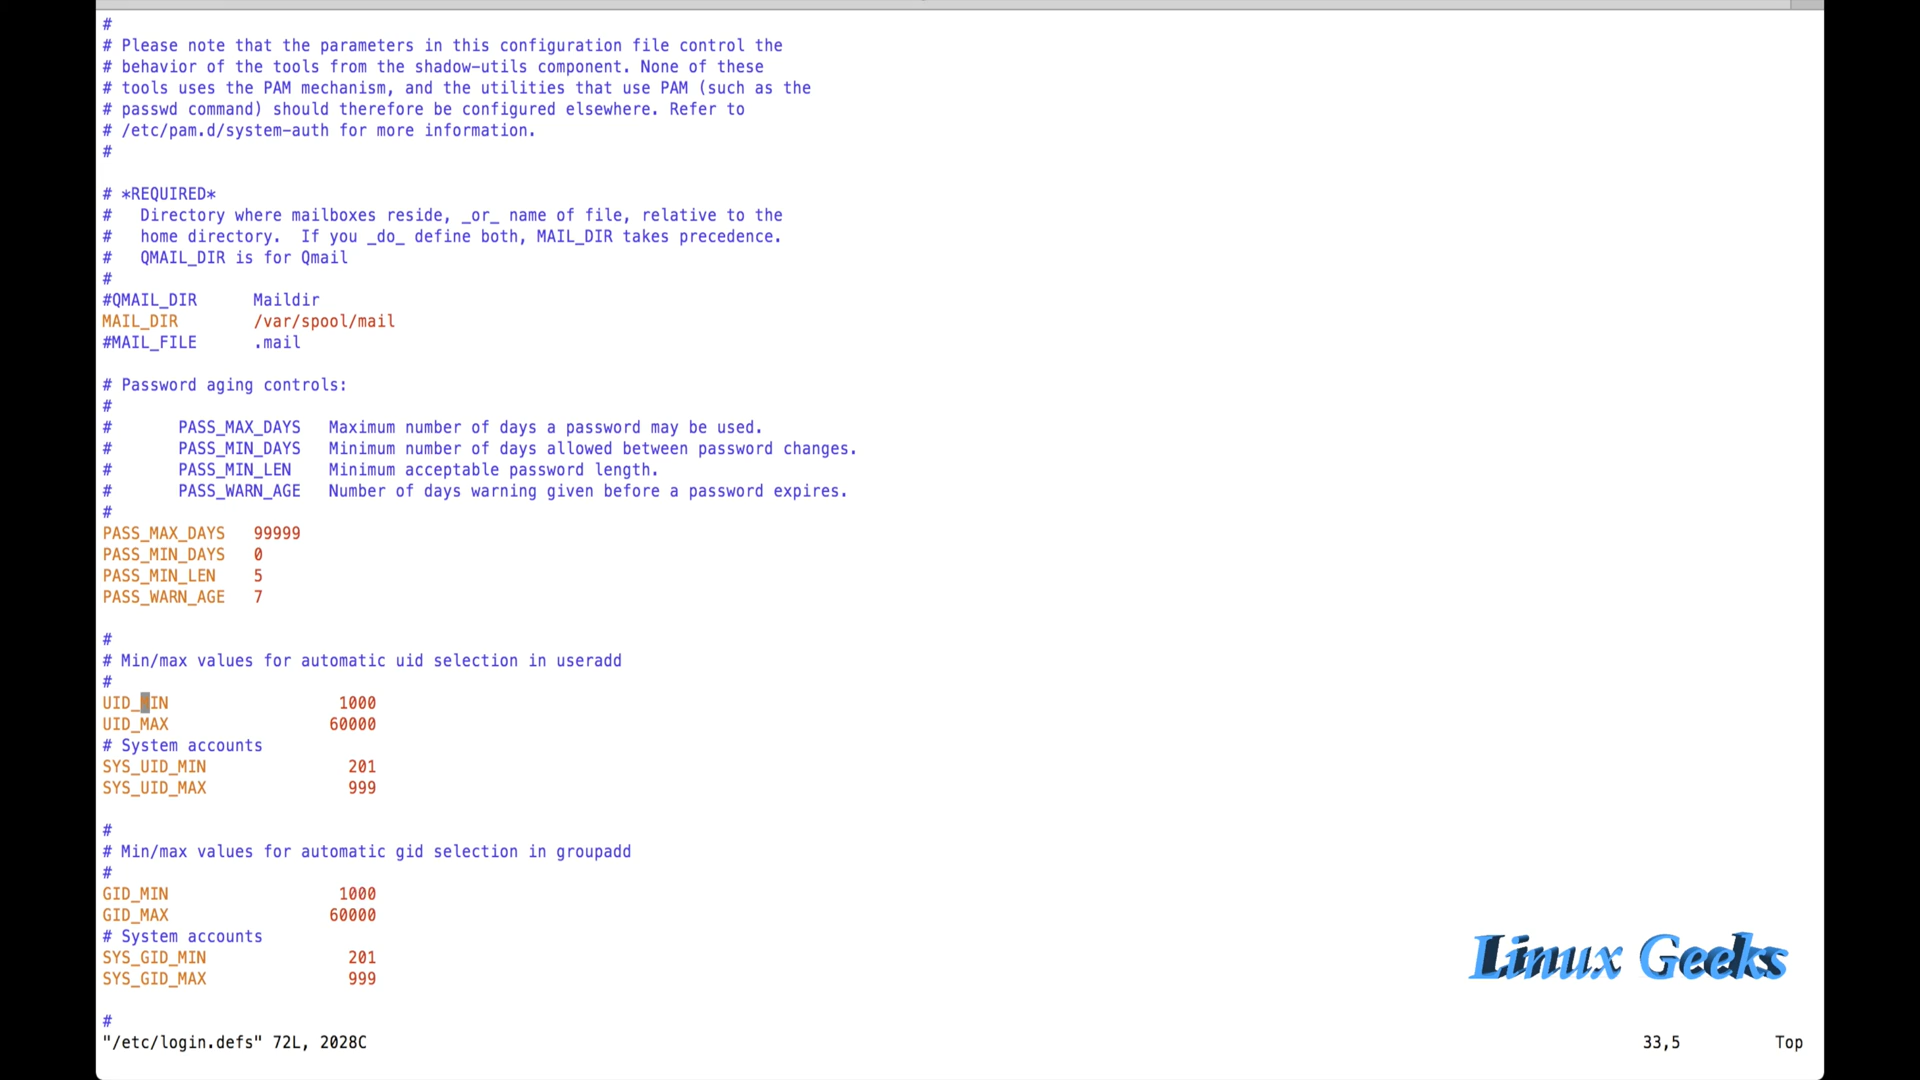 #
# Please note that the parameters in this configuration file control the
# behavior of the tools from the shadow-utils component. None of these
# tools uses the PAM mechanism, and the utilities that use PAM (such as the
# passwd command) should therefore be configured elsewhere. Refer to
# /etc/pam.d/system-auth for more information.
#
# *REQUIRED*
#   Directory where mailboxes reside, _or_ name of file, relative to the
#   home directory.  If you _do_ define both, MAIL_DIR takes precedence.
#   QMAIL_DIR is for Qmail
#
#QMAIL_DIR      Maildir
MAIL_DIR        /var/spool/mail
#MAIL_FILE      .mail
# Password aging controls:
#
#       PASS_MAX_DAYS   Maximum number of days a password may be used.
#       PASS_MIN_DAYS   Minimum number of days allowed between password changes.
#       PASS_MIN_LEN    Minimum acceptable password length.
#       PASS_WARN_AGE   Number of days warning given before a password expires.
#
PASS_MAX_DAYS   99999
PASS_MIN_DAYS   0
PASS_MIN_LEN    5
PASS_WARN_AGE   7
#
# Min/max values for automatic uid selection in useradd
#
UID_MIN                  1000
UID_MAX                 60000
# System accounts
SYS_UID_MIN               201
SYS_UID_MAX               999
#
# Min/max values for automatic gid selection in groupadd
#
GID_MIN                  1000
GID_MAX                 60000
# System accounts
SYS_GID_MIN               201
SYS_GID_MAX               999
Linux Geeks
#
"/etc/login.defs" 72L, 2028C 33,5 Top